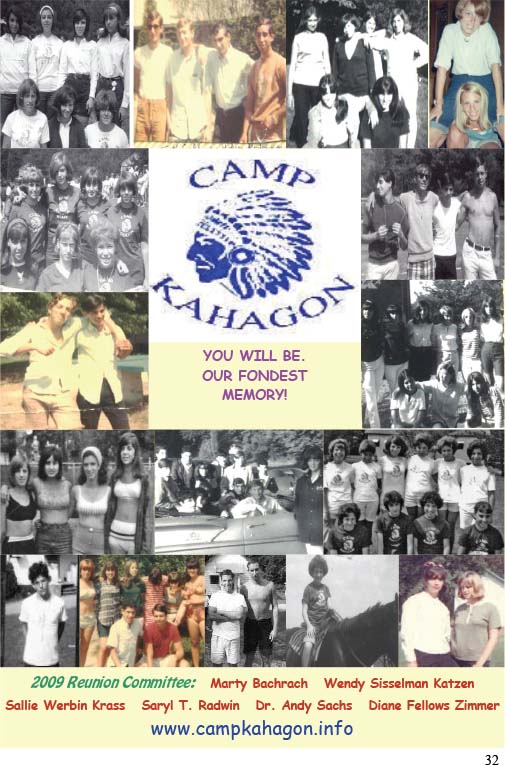 CAMP
KAHAGON
YOU WILL BE.
OUR FONDEST
MEMORY!
2009 Reunion Committee: Marty Bachrach Wendy Sisselman Katzen
Sallie Werbin Krass Saryl T. Radwin Dr. Andy Sachs Diane Fellows Zimmer
www.campkahagon.info
32